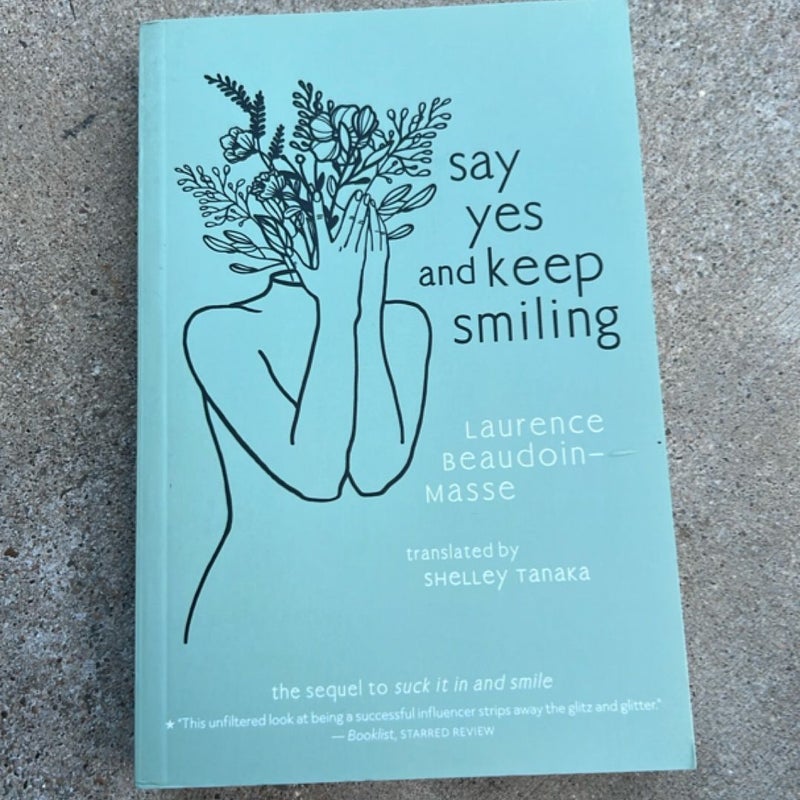 say
yes
and keep
smiling
Laurence
Beaudoin-
Masse
translated by
Shelley Tanaka
the sequel to suck it in and smile
★ "This unfiltered look at being a successful influencer strips away the glitz and glitter."
— Booklist, STARRED REVIEW